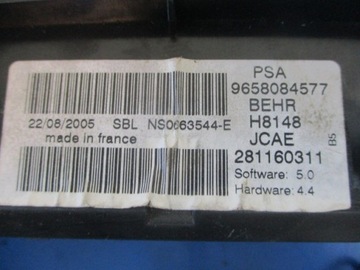 PSA
9658084577
BEHR
H8148
JCAE
281160311
Software: 5.0
Hardware: 4.4
BS
22/08/2005 SBL NS0663544-E
made in france